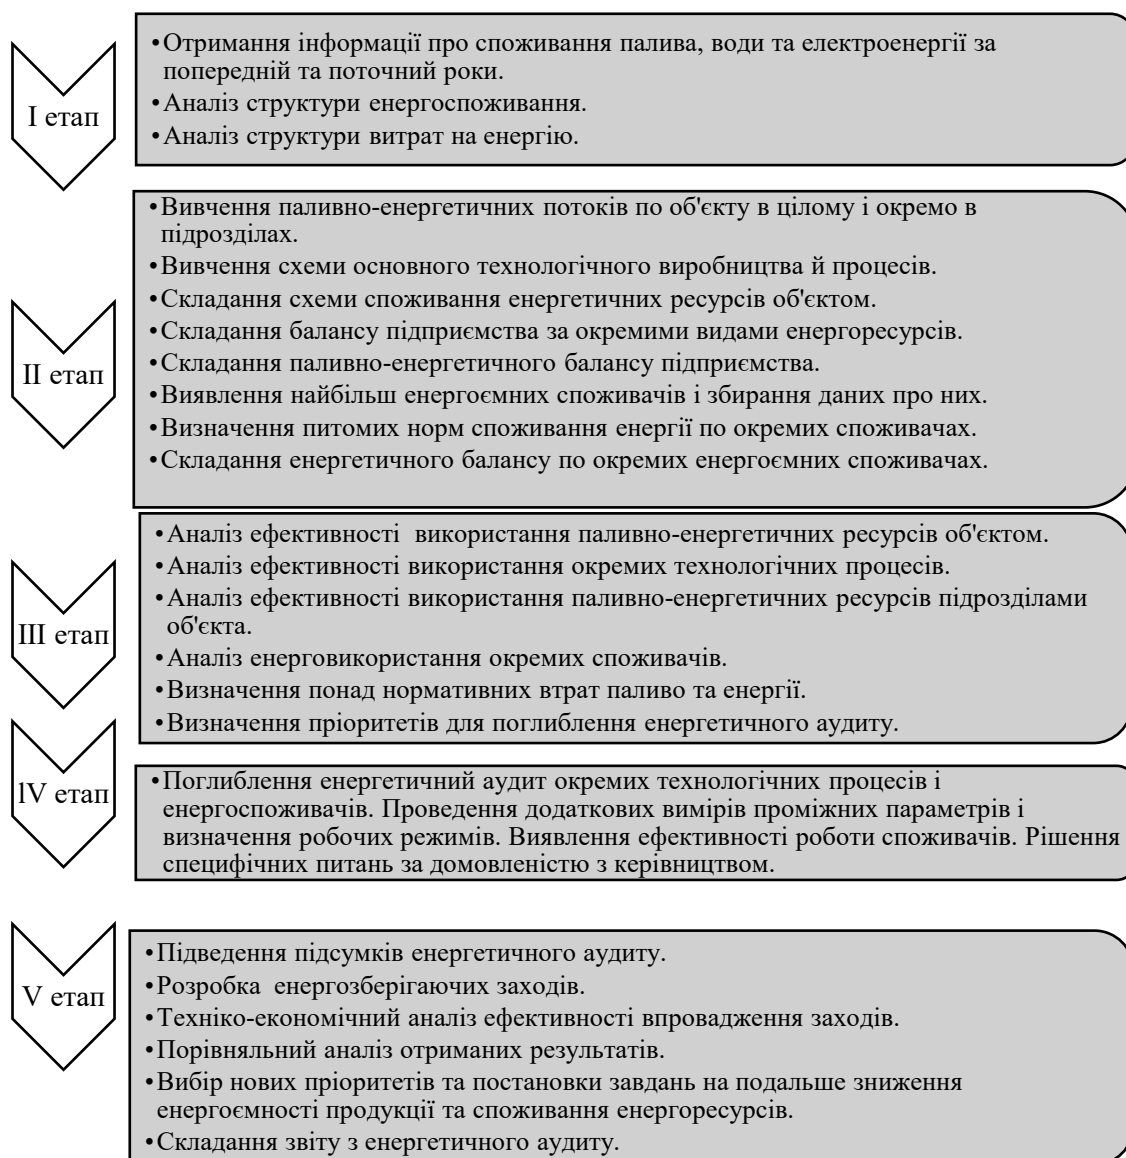 I етап
•Отримання інформації про споживання палива, води та електроенергії за
попередній та поточний роки.
•Аналіз структури енергоспоживання.
•Аналіз структури витрат на енергію.
II етап
•Вивчення паливно-енергетичних потоків по об'єкту в цілому і окремо в
підрозділах.
•Вивчення схеми основного технологічного виробництва й процесів.
•Складання схеми споживання енергетичних ресурсів об'єктом.
•Складання балансу підприємства за окремими видами енергоресурсів.
•Складання паливно-енергетичного балансу підприємства.
•Виявлення найбільш енергоємних споживачів і збирання даних про них.
•Визначення питомих норм споживання енергії по окремих споживачах.
•Складання енергетичного балансу по окремих енергоємних споживачах.
III етап
•Аналіз ефективності  використання паливно-енергетичних ресурсів об'єктом.
•Аналіз ефективності використання окремих технологічних процесів.
•Аналіз ефективності використання паливно-енергетичних ресурсів підрозділами
об'єкта.
•Аналіз енерговикористання окремих споживачів.
•Визначення понад нормативних втрат паливо та енергії.
•Визначення пріоритетів для поглиблення енергетичного аудиту.
lV етап
•Поглиблення енергетичний аудит окремих технологічних процесів і
енергоспоживачів. Проведення додаткових вимірів проміжних параметрів і
визначення робочих режимів. Виявлення ефективності роботи споживачів. Рішення
специфічних питань за домовленістю з керівництвом.
V етап
•Підведення підсумків енергетичного аудиту.
•Розробка  енергозберігаючих заходів.
•Техніко-економічний аналіз ефективності впровадження заходів.
•Порівняльний аналіз отриманих результатів.
•Вибір нових пріоритетів та постановки завдань на подальше зниження
енергоємності продукції та споживання енергоресурсів.
•Складання звіту з енергетичного аудиту.